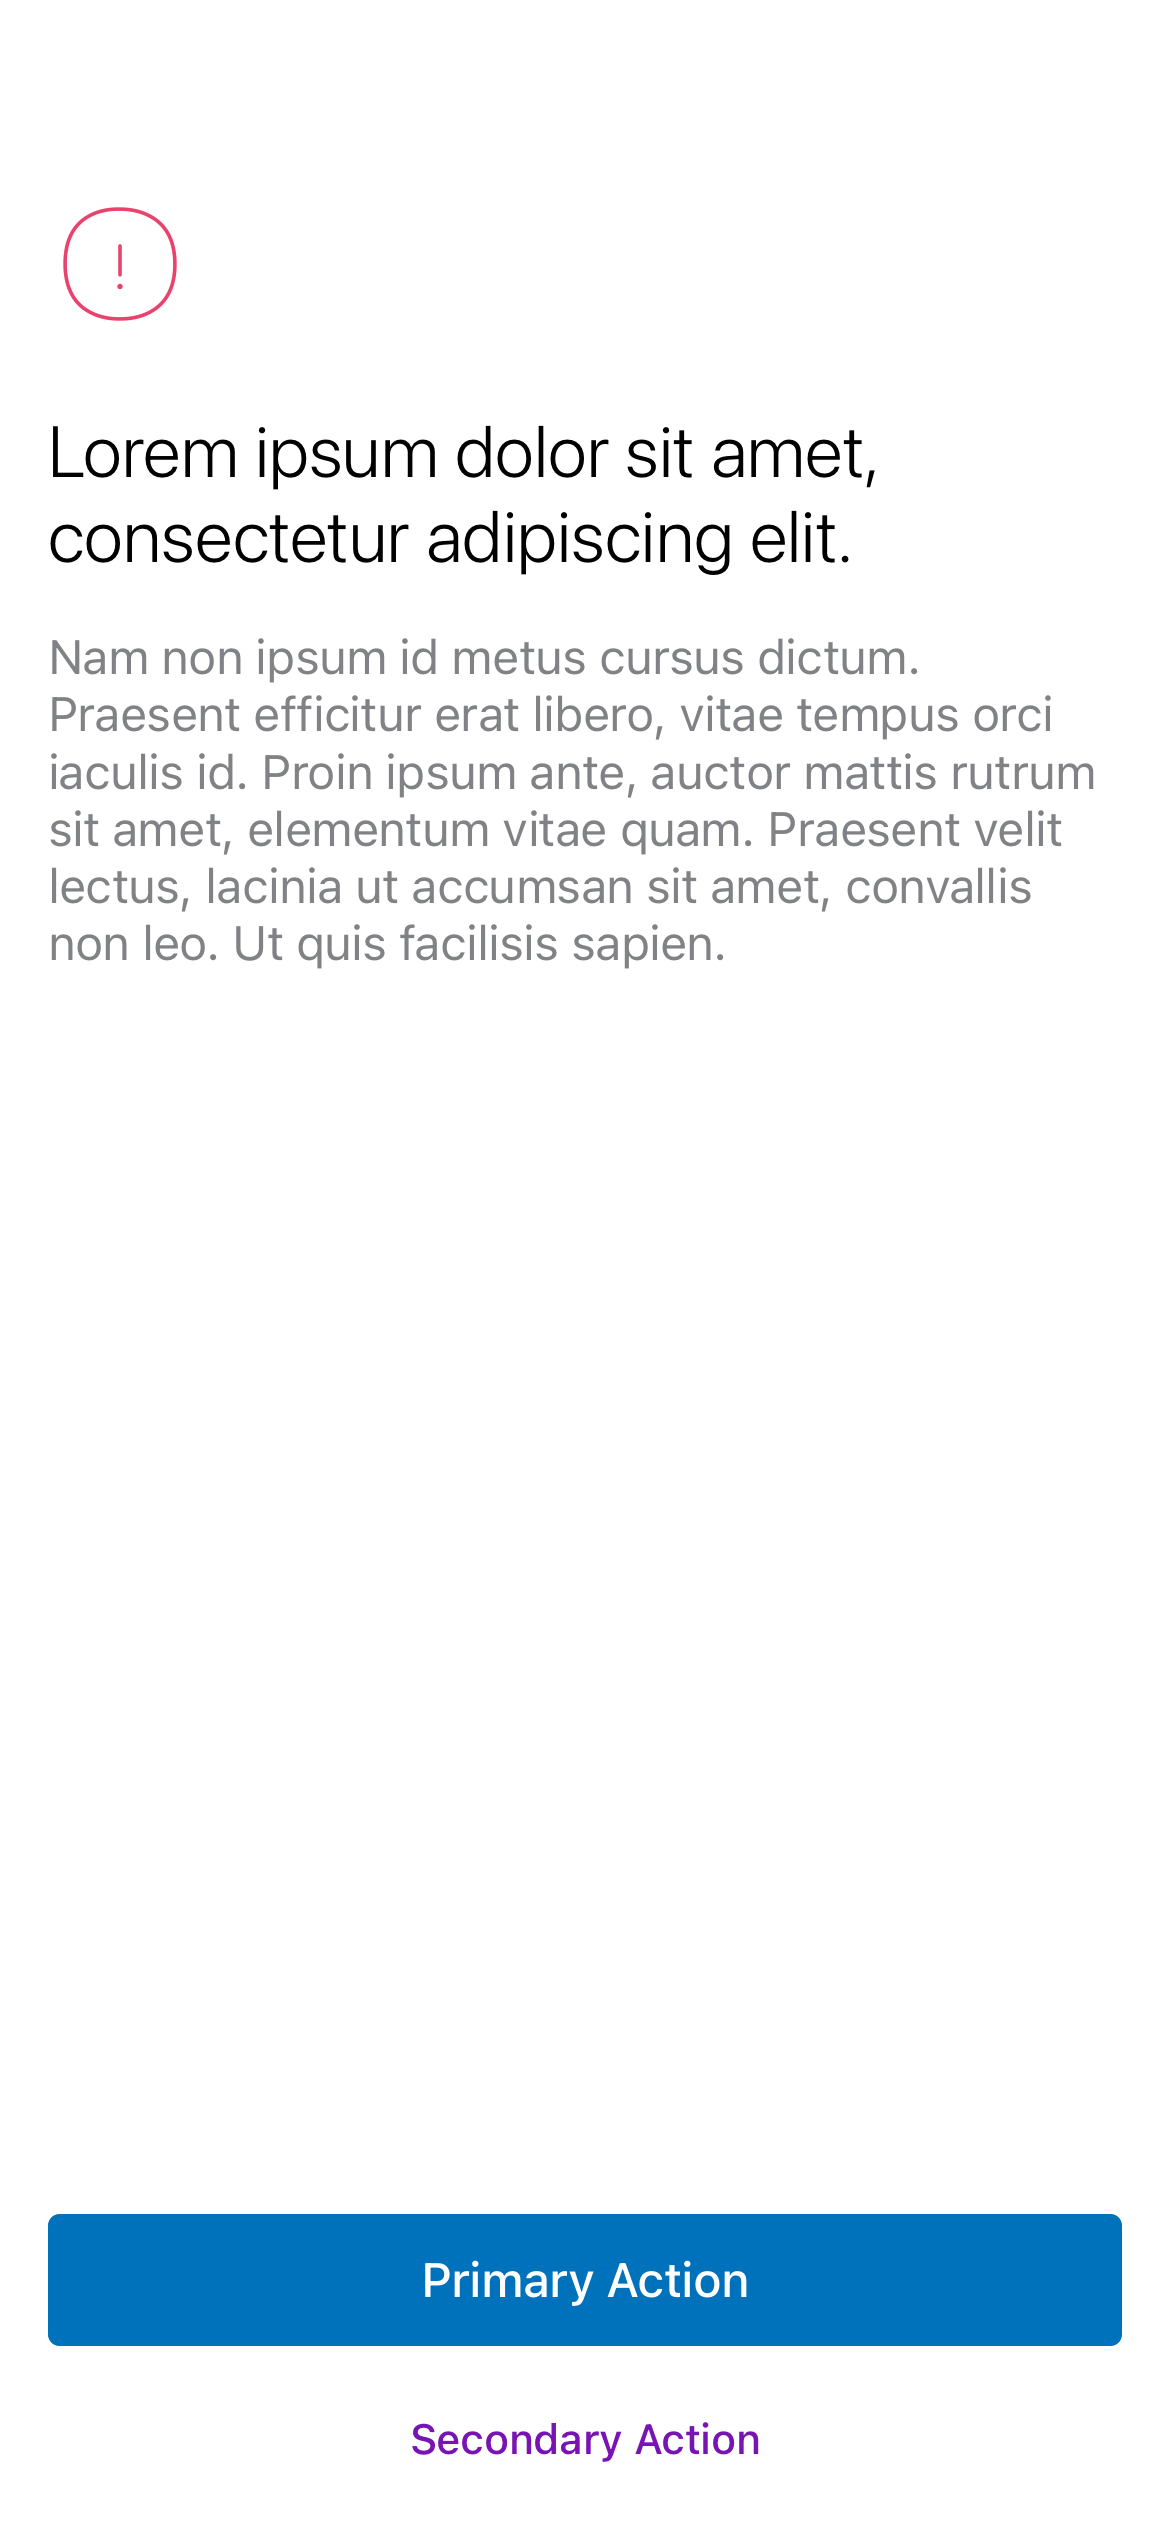 Lorem ipsum dolor sit amet,
consectetur adipiscing elit.
Nam non ipsum id metus cursus dictum.
Praesent efficitur erat libero, vitae tempus orci
iaculis id. Proin ipsum ante, auctor mattis rutrum
sit amet, elementum vitae quam. Praesent velit
lectus, lacinia ut accumsan sit amet, convallis
non leo. Ut quis facilisis sapien.
Primary Action
Secondary Action